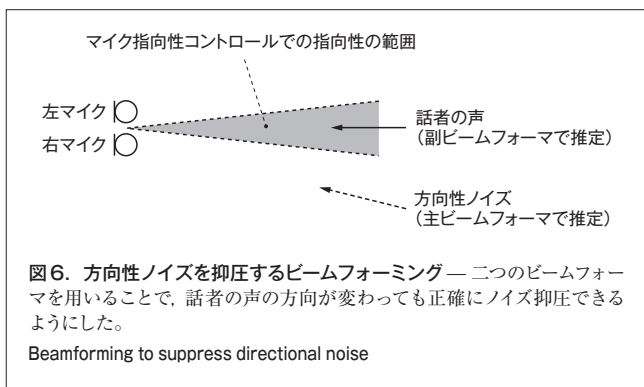 マイク指向性コントロールでの指向性の範囲
左マイク
右マイク
話者の声
(副ビームフォーマで推定)
方向性ノイズ
(主ビームフォーマで推定)
図6. 方向性ノイズを抑圧するビームフォーミング — 二つのビームフォー
マを用いることで, 話者の声の方向が変わっても正確にノイズ抑圧できる
ようにした。
Beamforming to suppress directional noise